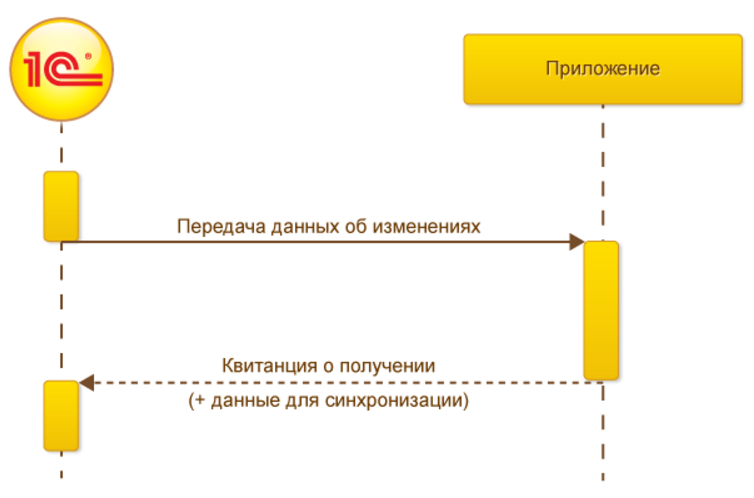 1С®
Приложение
Передача данных об изменениях
Квитанция о получении
(+ данные для синхронизации)